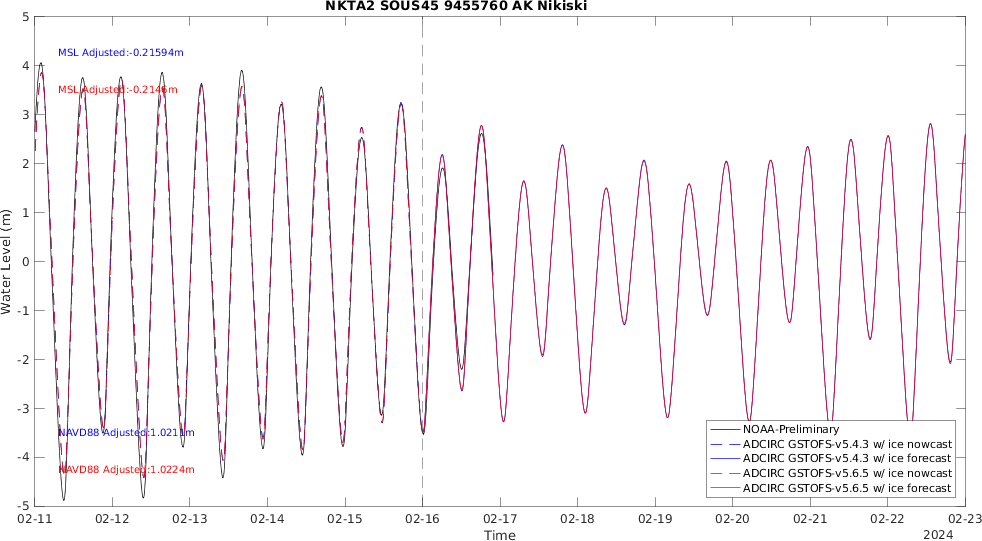 NKTA2 SOUS45 9455760 AK Nikiski
5
4
3
2
1
0
-1
-2
-3
-4
-5
Water Level (m)
MSL Adjusted:-0.21594m
MSL Adjusted:-0.2146m
NAVD88 Adjusted:1.0211m
NAVD88 Adjusted:1.0224m
NOAA-Preliminary
ADCIRC GSTOFS-v5.4.3 w/ ice nowcast
ADCIRC GSTOFS-v5.4.3 w/ ice forecast
ADCIRC GSTOFS-v5.6.5 w/ ice nowcast
ADCIRC GSTOFS-v5.6.5 w/ ice forecast
02-11 02-12 02-13 02-14 02-15 02-16 02-17 02-18 02-19 02-20 02-21 02-22 02-23
Time
2024